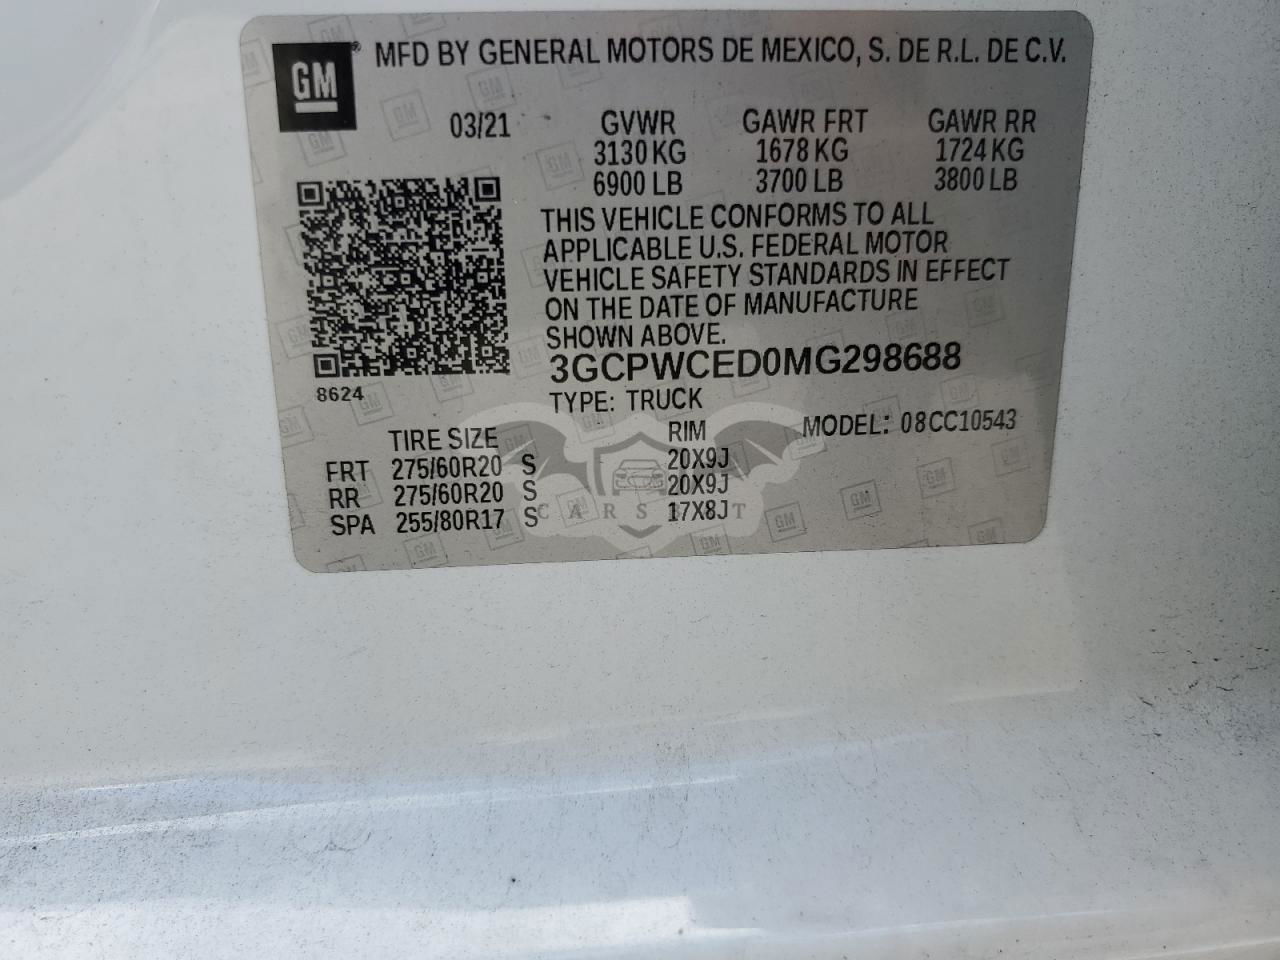 GM
MFD BY GENERAL MOTORS DE MEXICO, S. DE R.L. DE C.V.
03/21
GVWR GAWR FRT GAWR RR
3130 KG 1678 KG 1724 KG
6900 LB 3700 LB 3800 LB
THIS VEHICLE CONFORMS TO ALL
APPLICABLE U.S. FEDERAL MOTOR
VEHICLE SAFETY STANDARDS IN EFFECT
ON THE DATE OF MANUFACTURE
SHOWN ABOVE.
3GCPWCED0MG298688
8624
TYPE: TRUCK
MODEL: 08CC10543
TIRE SIZE RIM
FRT 275/60R20 S 20X9J
RR 275/60R20 S 20X9J
SPA 255/80R17 S 17X8J